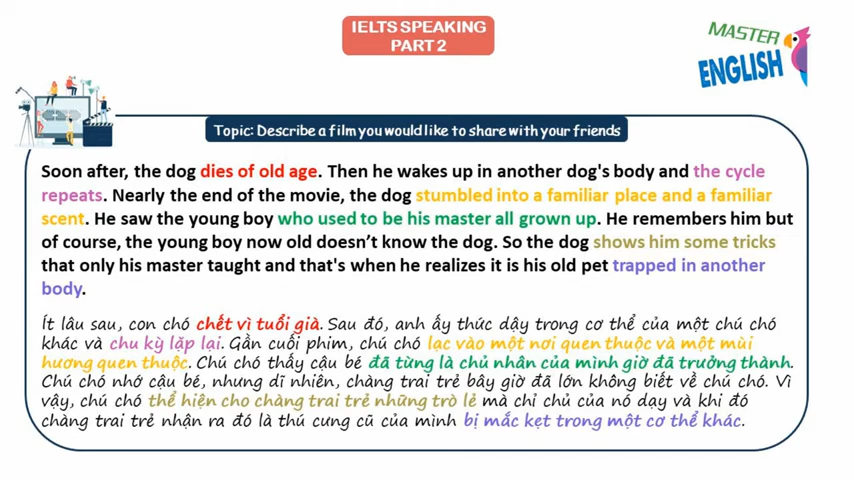 IELTS SPEAKING
PART 2
MASTER
ENGLISH
Topic: Describe a film you would like to share with your friends
Soon after, the dog dies of old age. Then he wakes up in another dog's body and the cycle
repeats. Nearly the end of the movie, the dog stumbled into a familiar place and a familiar
scent. He saw the young boy who used to be his master all grown up. He remembers him but
of course, the young boy now old doesn’t know the dog. So the dog shows him some tricks
that only his master taught and that's when he realizes it is his old pet trapped in another
body.
Ít lâu sau, con chó chết vì tuổi già. Sau đó, anh ấy thức dậy trong cơ thể của một chú chó
khác và chu kỳ lặp lại. Gần cuối phim, chú chó lạc vào một nơi quen thuộc và một mùi
hương quen thuộc. Chú chó thấy cậu bé đã từng là chủ nhân của mình giờ đã trưởng thành.
Chú chó nhớ cậu bé, nhưng dĩ nhiên, chàng trai trẻ bây giờ đã lớn không biết về chú chó. Vì
vậy, chú chó thể hiện cho chàng trai trẻ những trò lẻ mà chỉ chủ của nó dạy và khi đó
chàng trai trẻ nhận ra đó là thú cưng cũ của mình bị mắc kẹt trong một cơ thể khác.